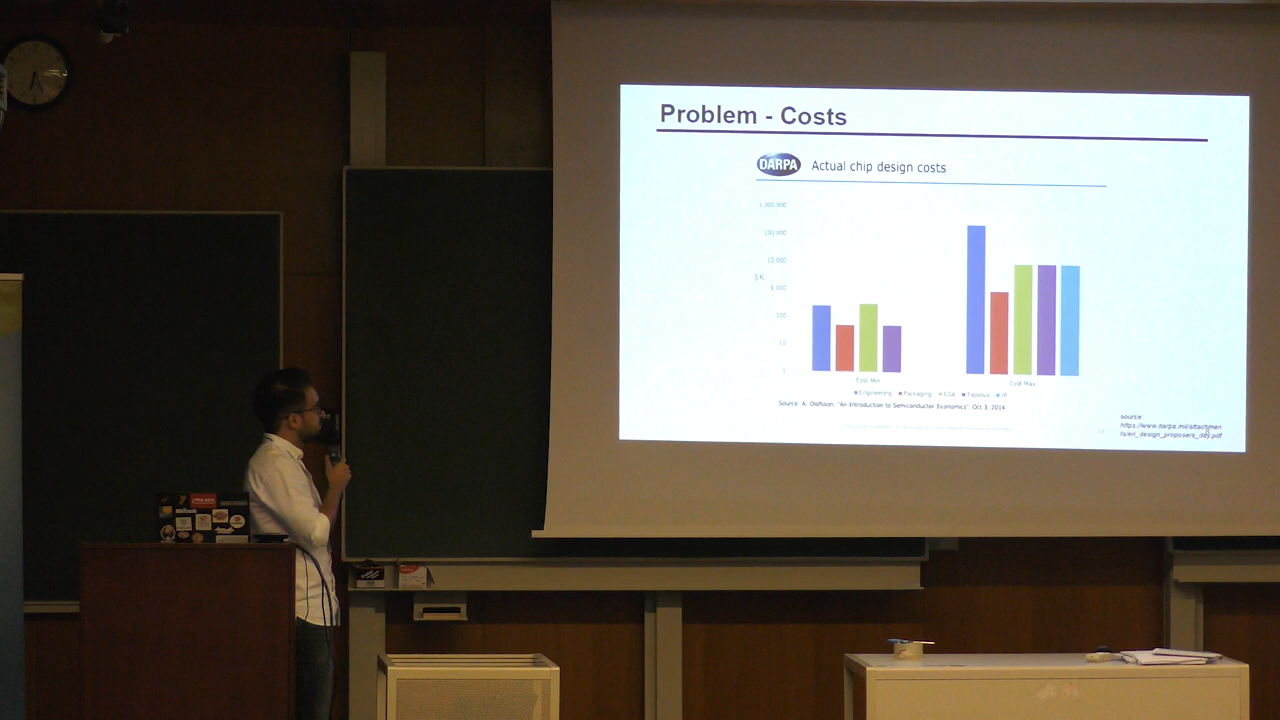 Problem - Costs
DARPA
Actual chip design costs
1 000,000
100,000
10,000
$K
1 000
100
10
1
Cost Min
Cost Max
Engineering Packaging EDA Tapeout IP
Source: A. Olofsson, "An Introduction to Semiconductor Economics". Oct 3, 2014
source:
https://www.darpa.mil/attachmen
ts/eri_design_proposers_day.pdf